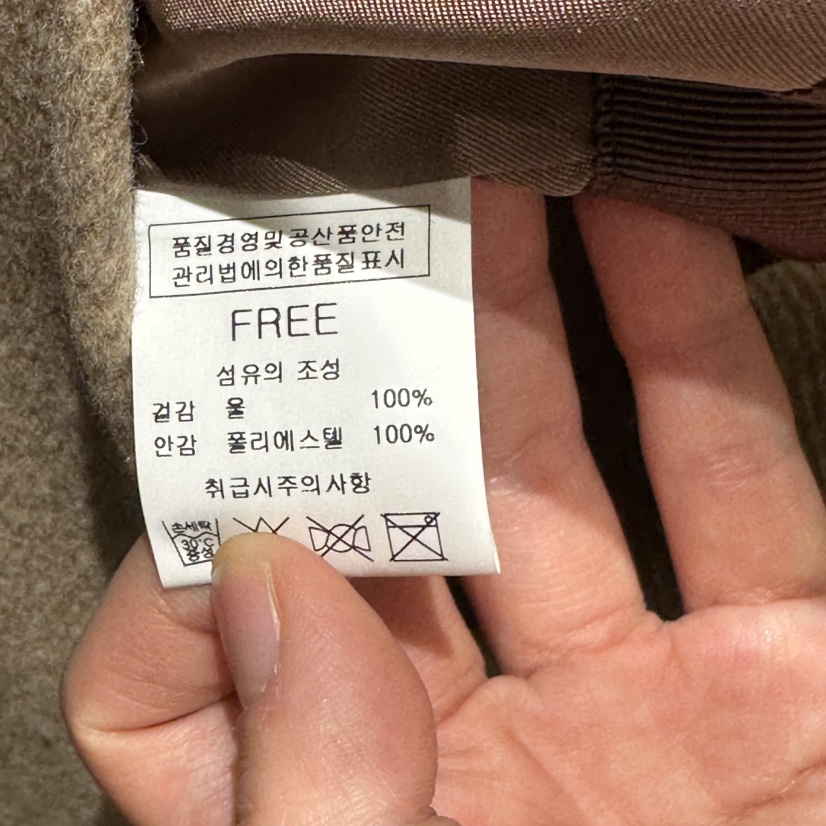 품질경영및공산품안전
관리법에의한품질표시
FREE
섬유의 조성
겉감 울 100%
안감 폴리에스텔 100%
취급시주의사항
손세탁
30°C
중성